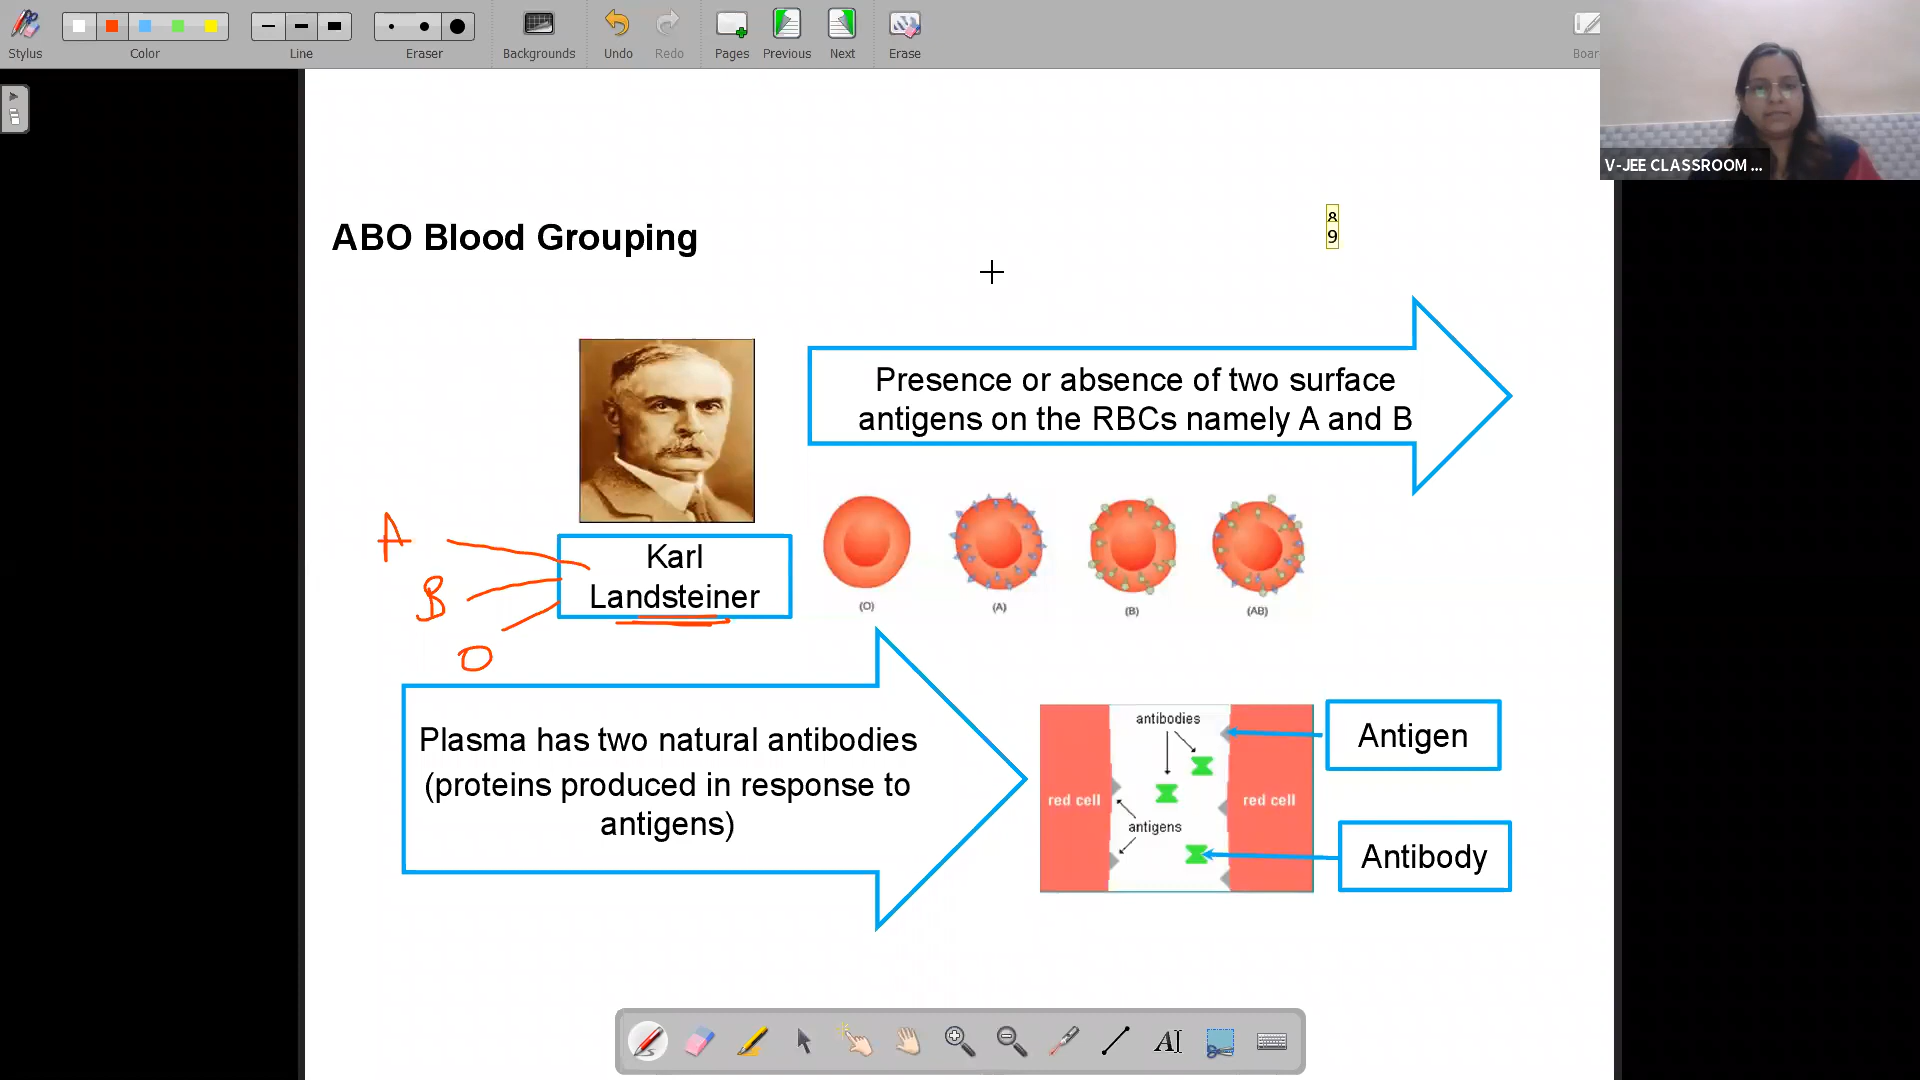 Stylus
Color
Line
Eraser
Backgrounds
Undo
Redo
Pages
Previous
Next
Erase
V-JEE CLASSROOM ...
ABO Blood Grouping
8
9
Presence or absence of two surface
antigens on the RBCs namely A and B
A
B
O
Karl
Landsteiner
(O)
(A)
(B)
(AB)
Plasma has two natural antibodies
(proteins produced in response to
antigens)
antibodies
red cell
red cell
antigens
Antigen
Antibody